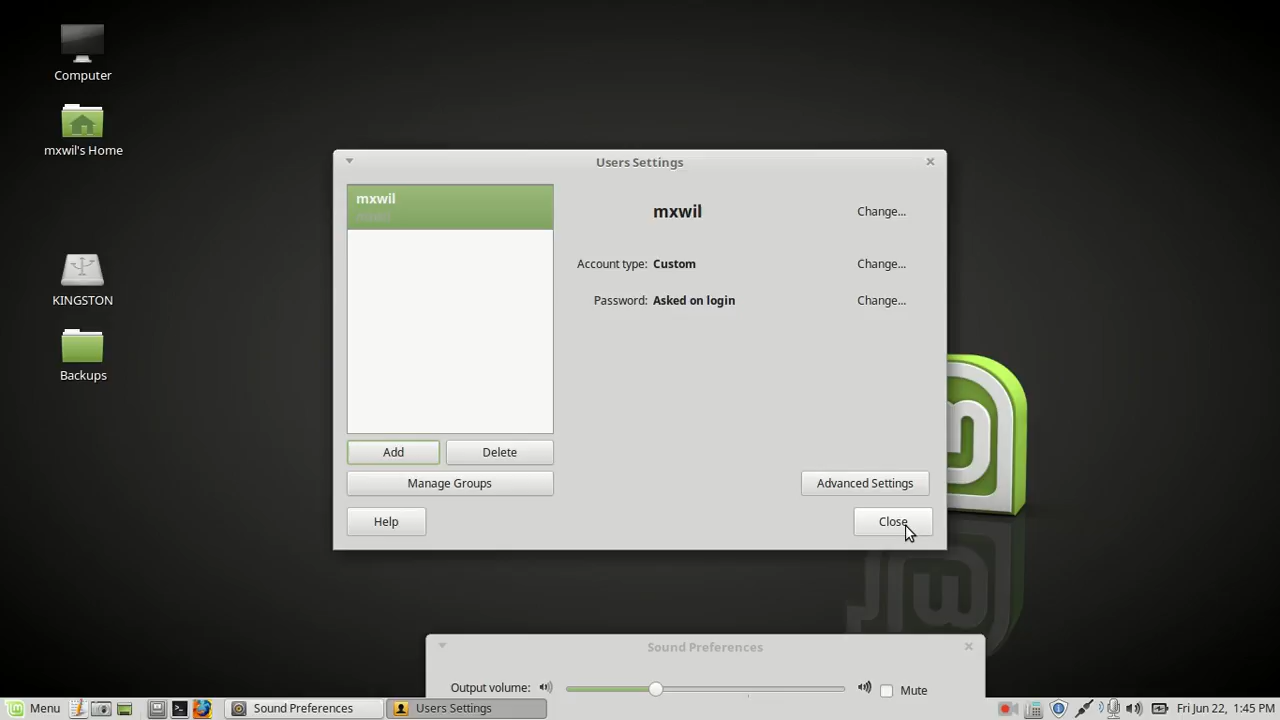 Computer
mxwil's Home
KINGSTON
Backups
Users Settings
mxwil
mxwil
mxwil
Change...
Account type: Custom
Change...
Password: Asked on login
Change...
Add
Delete
Manage Groups
Advanced Settings
Help
Close
Sound Preferences
Output volume:
Mute
Menu
Sound Preferences
Users Settings
Fri Jun 22, 1:45 PM